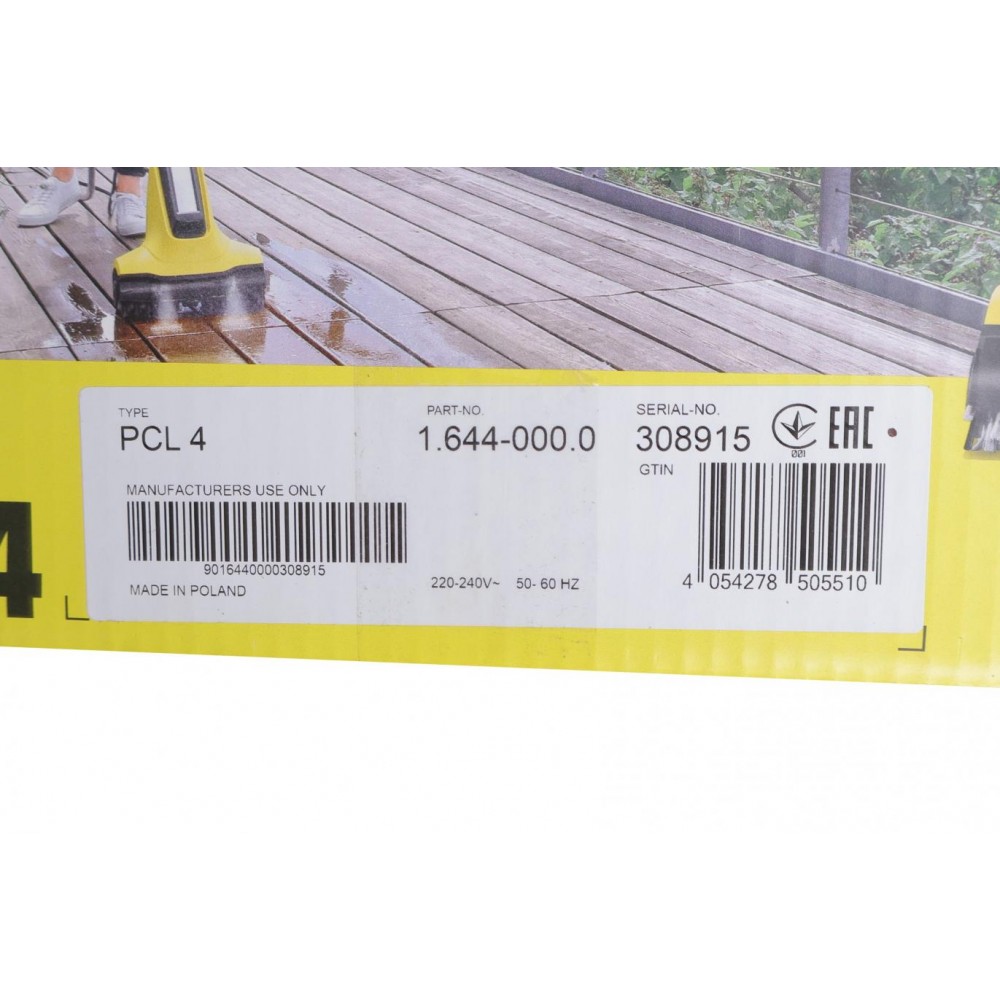 TYPE
PCL 4
PART-NO.
1.644-000.0
SERIAL-NO.
308915
001
EAC
GTIN
4 054278 505510
MANUFACTURERS USE ONLY
9016440000308915
MADE IN POLAND
220-240V~ 50- 60 HZ
4